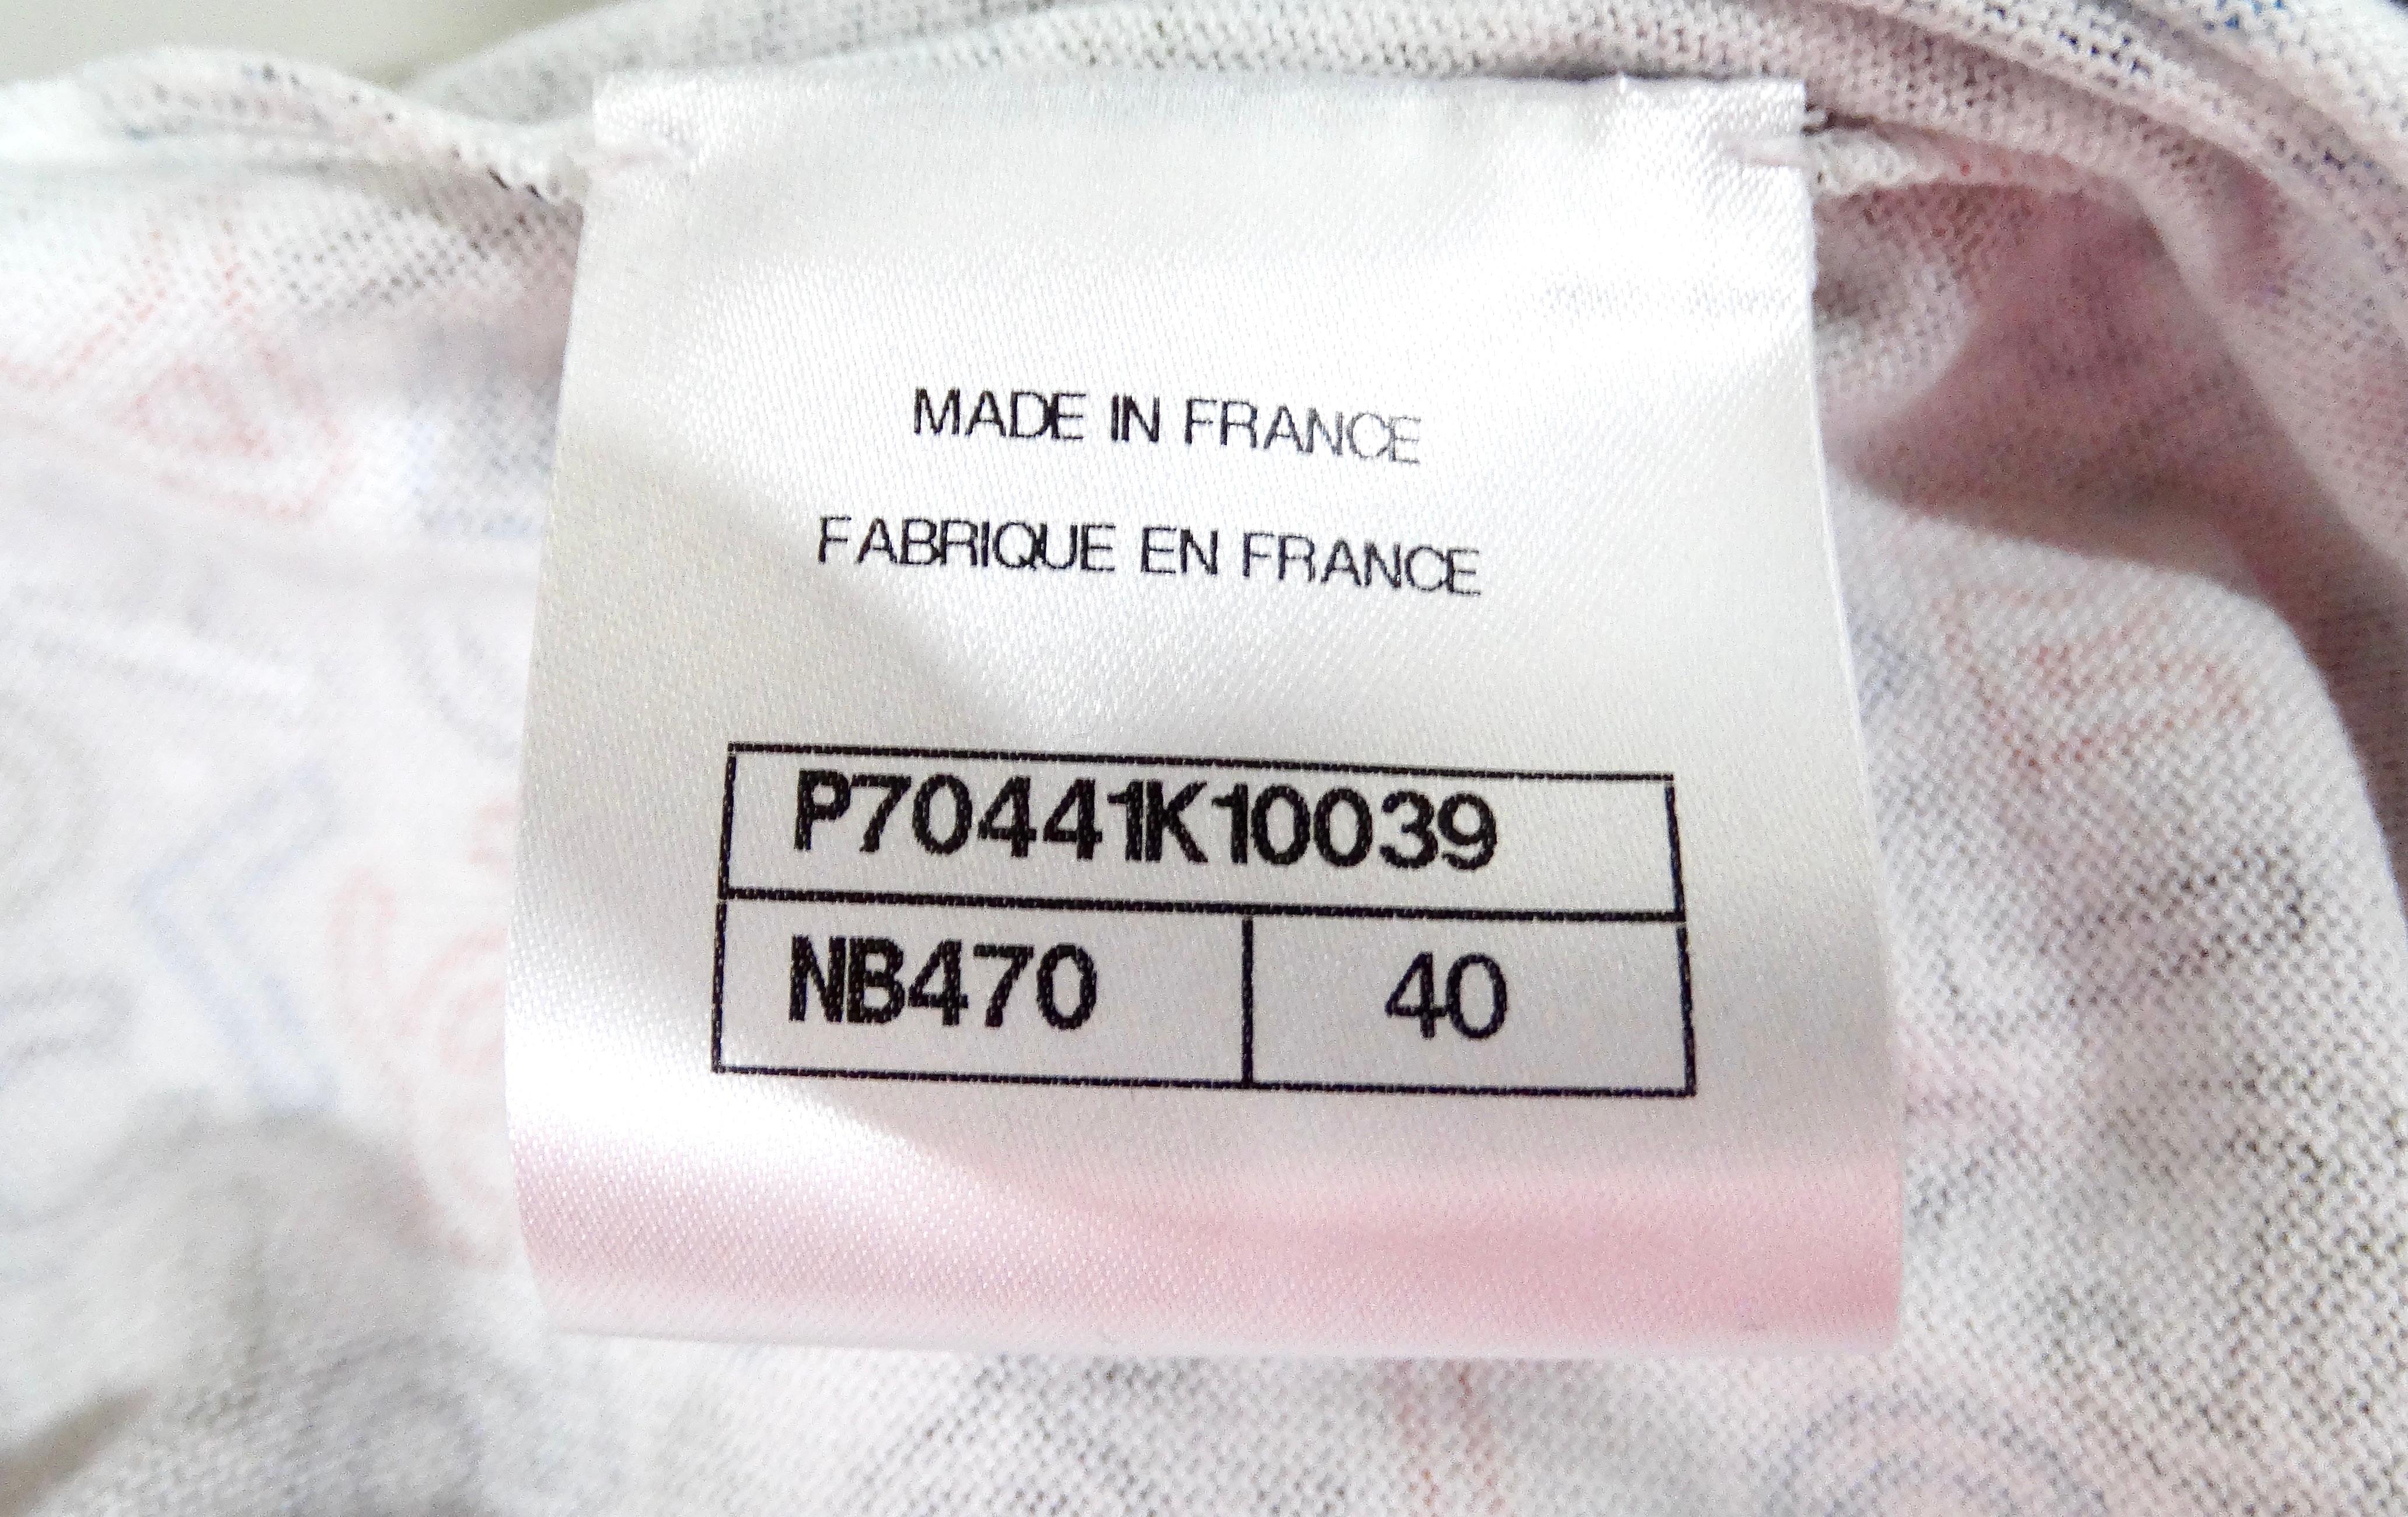 MADE IN FRANCE
FABRIQUE EN FRANCE
P70441K10039
NB470 40